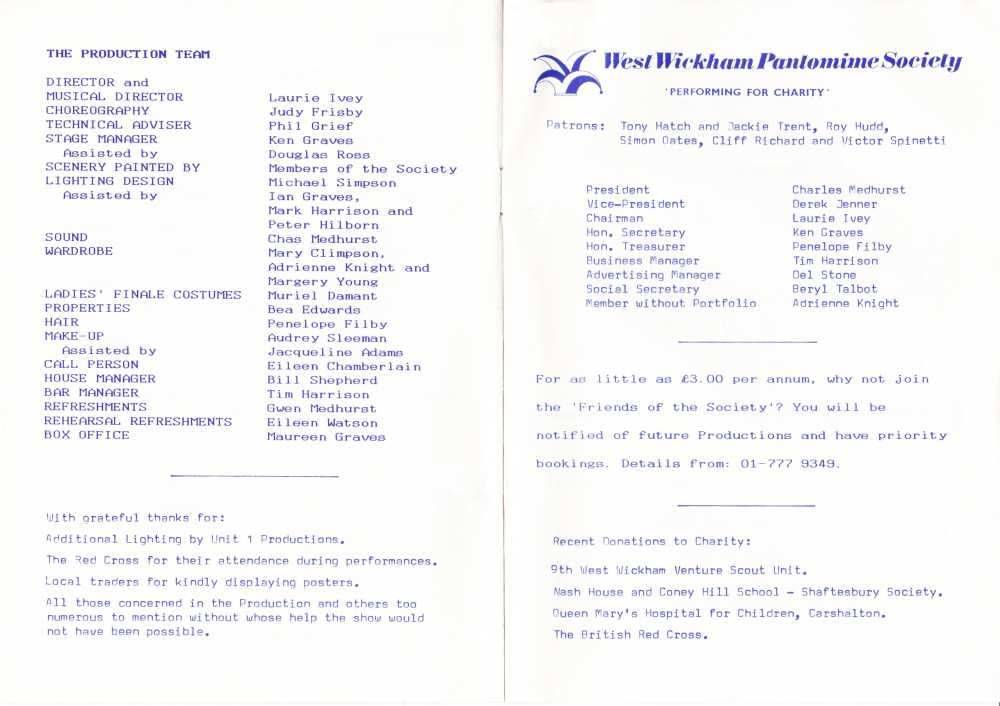 THE PRODUCTION TEAM
DIRECTOR and
MUSICAL DIRECTOR Laurie Ivey
CHOREOGRAPHY Judy Frisby
TECHNICAL ADVISER Phil Grief
STAGE MANAGER Ken Graves
Assisted by Douglas Ross
SCENERY PAINTED BY Members of the Society
LIGHTING DESIGN Michael Simpson
Assisted by Ian Graves,
Mark Harrison and
Peter Hilborn
SOUND Chas Medhurst
WARDROBE Mary Climpson,
Adrienne Knight and
Margery Young
LADIES' FINALE COSTUMES Muriel Damant
PROPERTIES Bea Edwards
HAIR Penelope Filby
MAKE-UP Audrey Sleeman
Assisted by Jacqueline Adams
CALL PERSON Eileen Chamberlain
HOUSE MANAGER Bill Shepherd
BAR MANAGER Tim Harrison
REFRESHMENTS Gwen Medhurst
REHEARSAL REFRESHMENTS Eileen Watson
BOX OFFICE Maureen Graves
With grateful thanks for:
Additional Lighting by Unit 1 Productions.
The Red Cross for their attendance during performances.
Local traders for kindly displaying posters.
All those concerned in the Production and others too
numerous to mention without whose help the show would
not have been possible.
West Wickham Pantomime Society
'PERFORMING FOR CHARITY'
Patrons: Tony Hatch and Jackie Trent, Roy Hudd,
Simon Oates, Cliff Richard and Victor Spinetti
President Charles Medhurst
Vice-President Derek Jenner
Chairman Laurie Ivey
Hon. Secretary Ken Graves
Hon. Treasurer Penelope Filby
Business Manager Tim Harrison
Advertising Manager Del Stone
Social Secretary Beryl Talbot
Member without Portfolio Adrienne Knight
For as little as £3.00 per annum, why not join
the 'Friends of the Society'? You will be
notified of future Productions and have priority
bookings. Details from: 01-777 9349.
Recent Donations to Charity:
9th West Wickham Venture Scout Unit.
Nash House and Coney Hill School - Shaftesbury Society.
Queen Mary's Hospital for Children, Carshalton.
The British Red Cross.